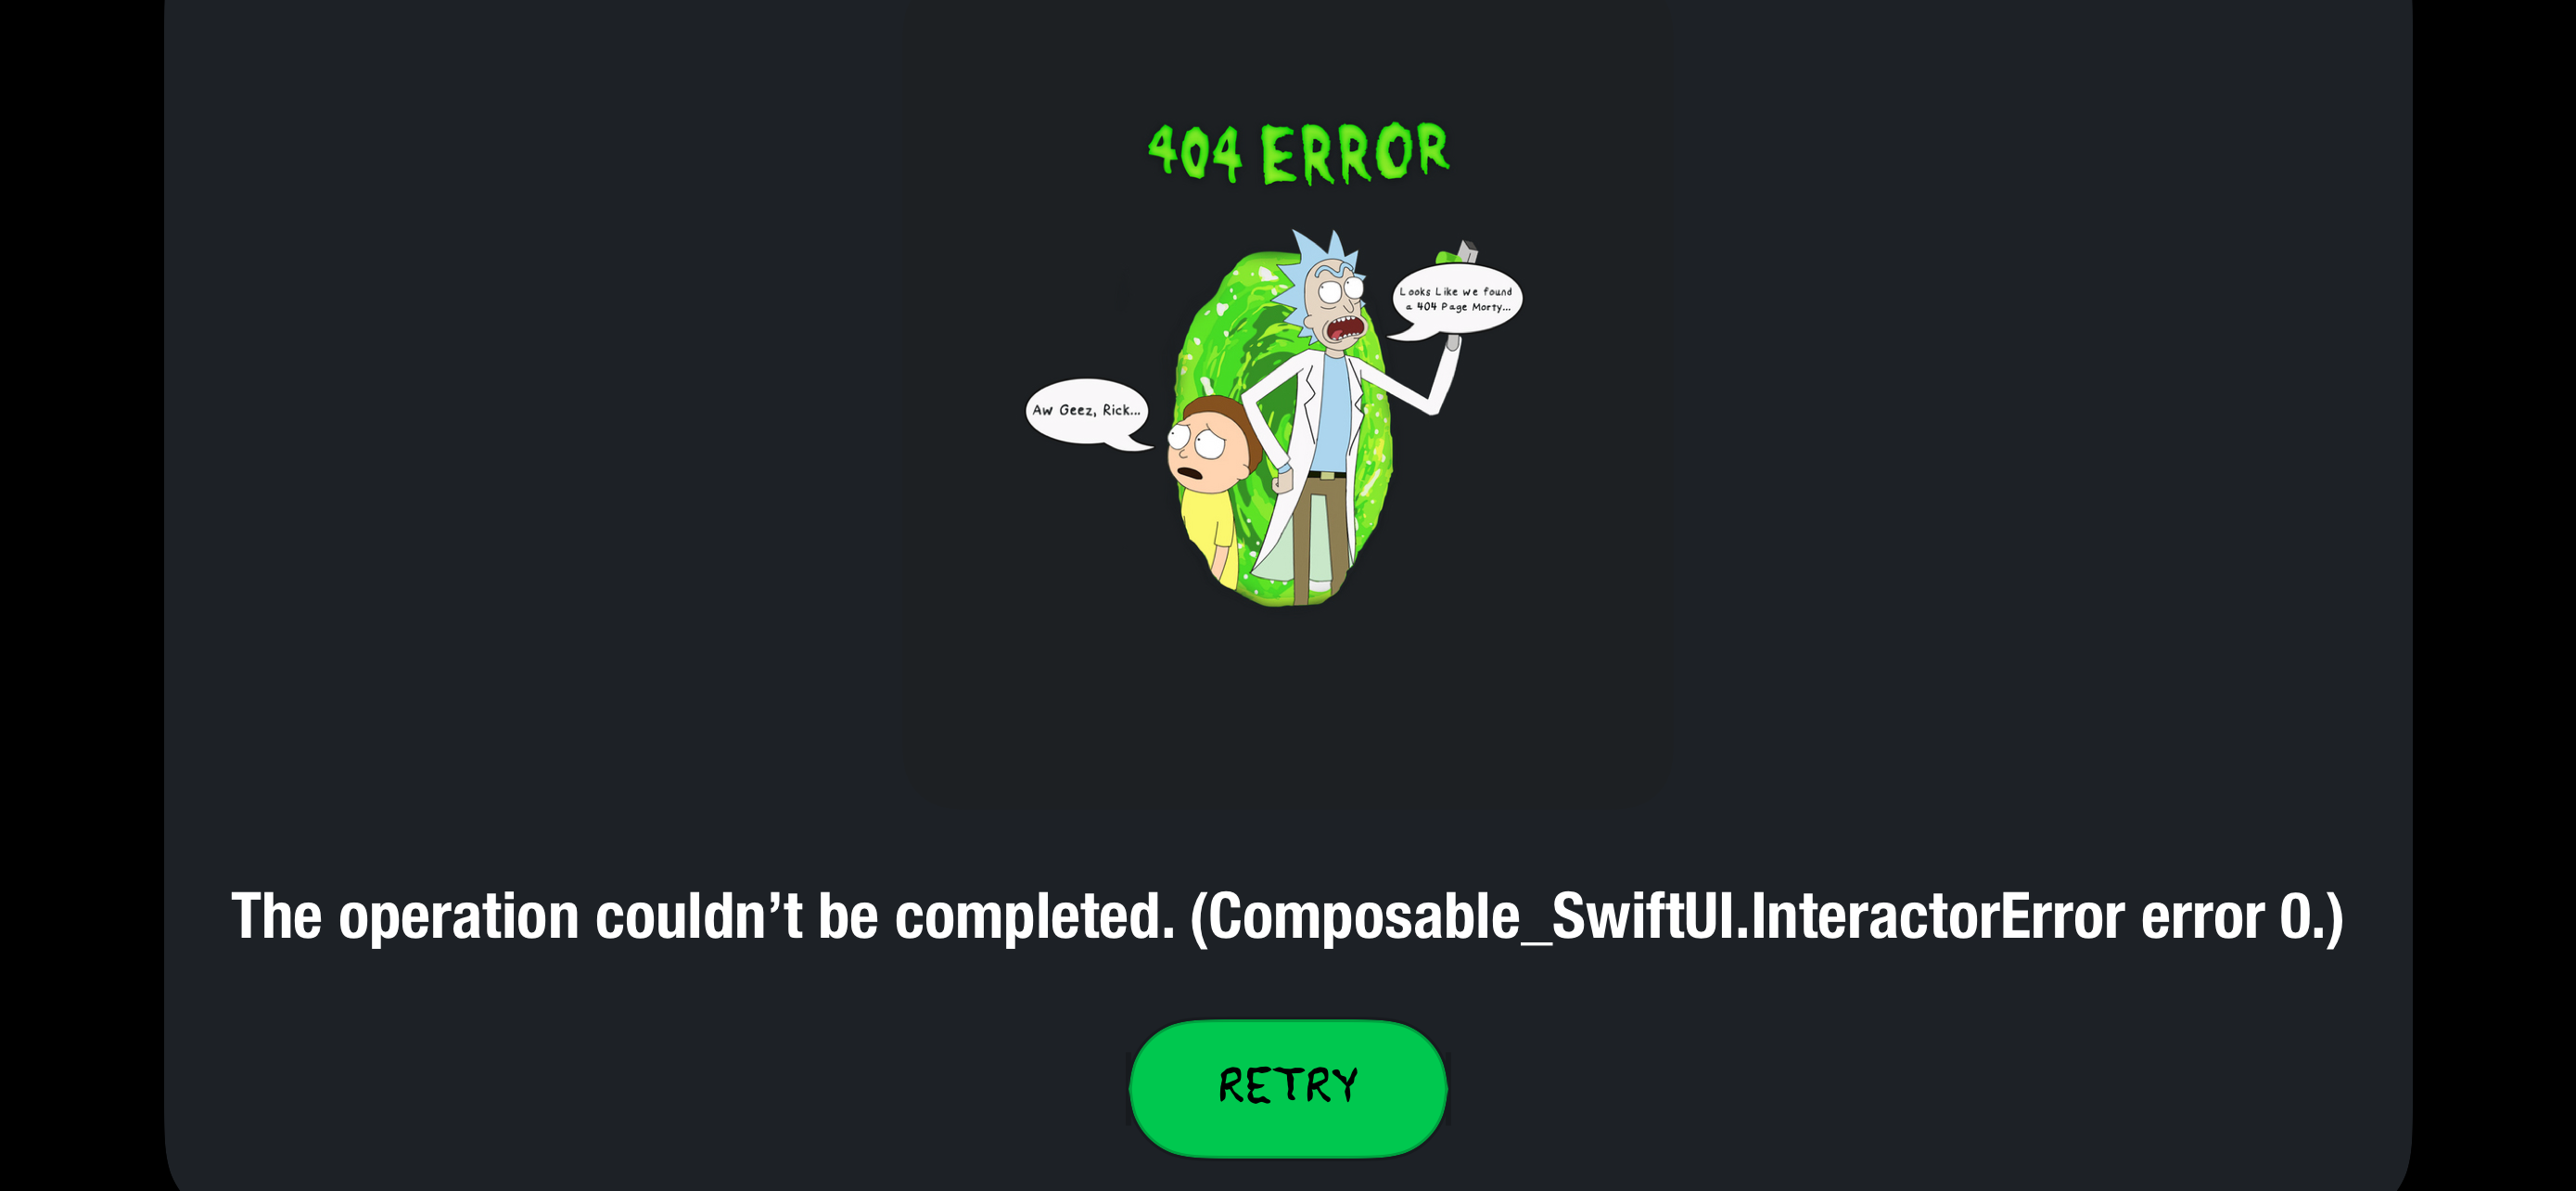 404 ERROR
Looks Like we found
a 404 Page Morty...
Aw Geez, Rick...
The operation couldn’t be completed. (Composable_SwiftUI.InteractorError error 0.)
RETRY